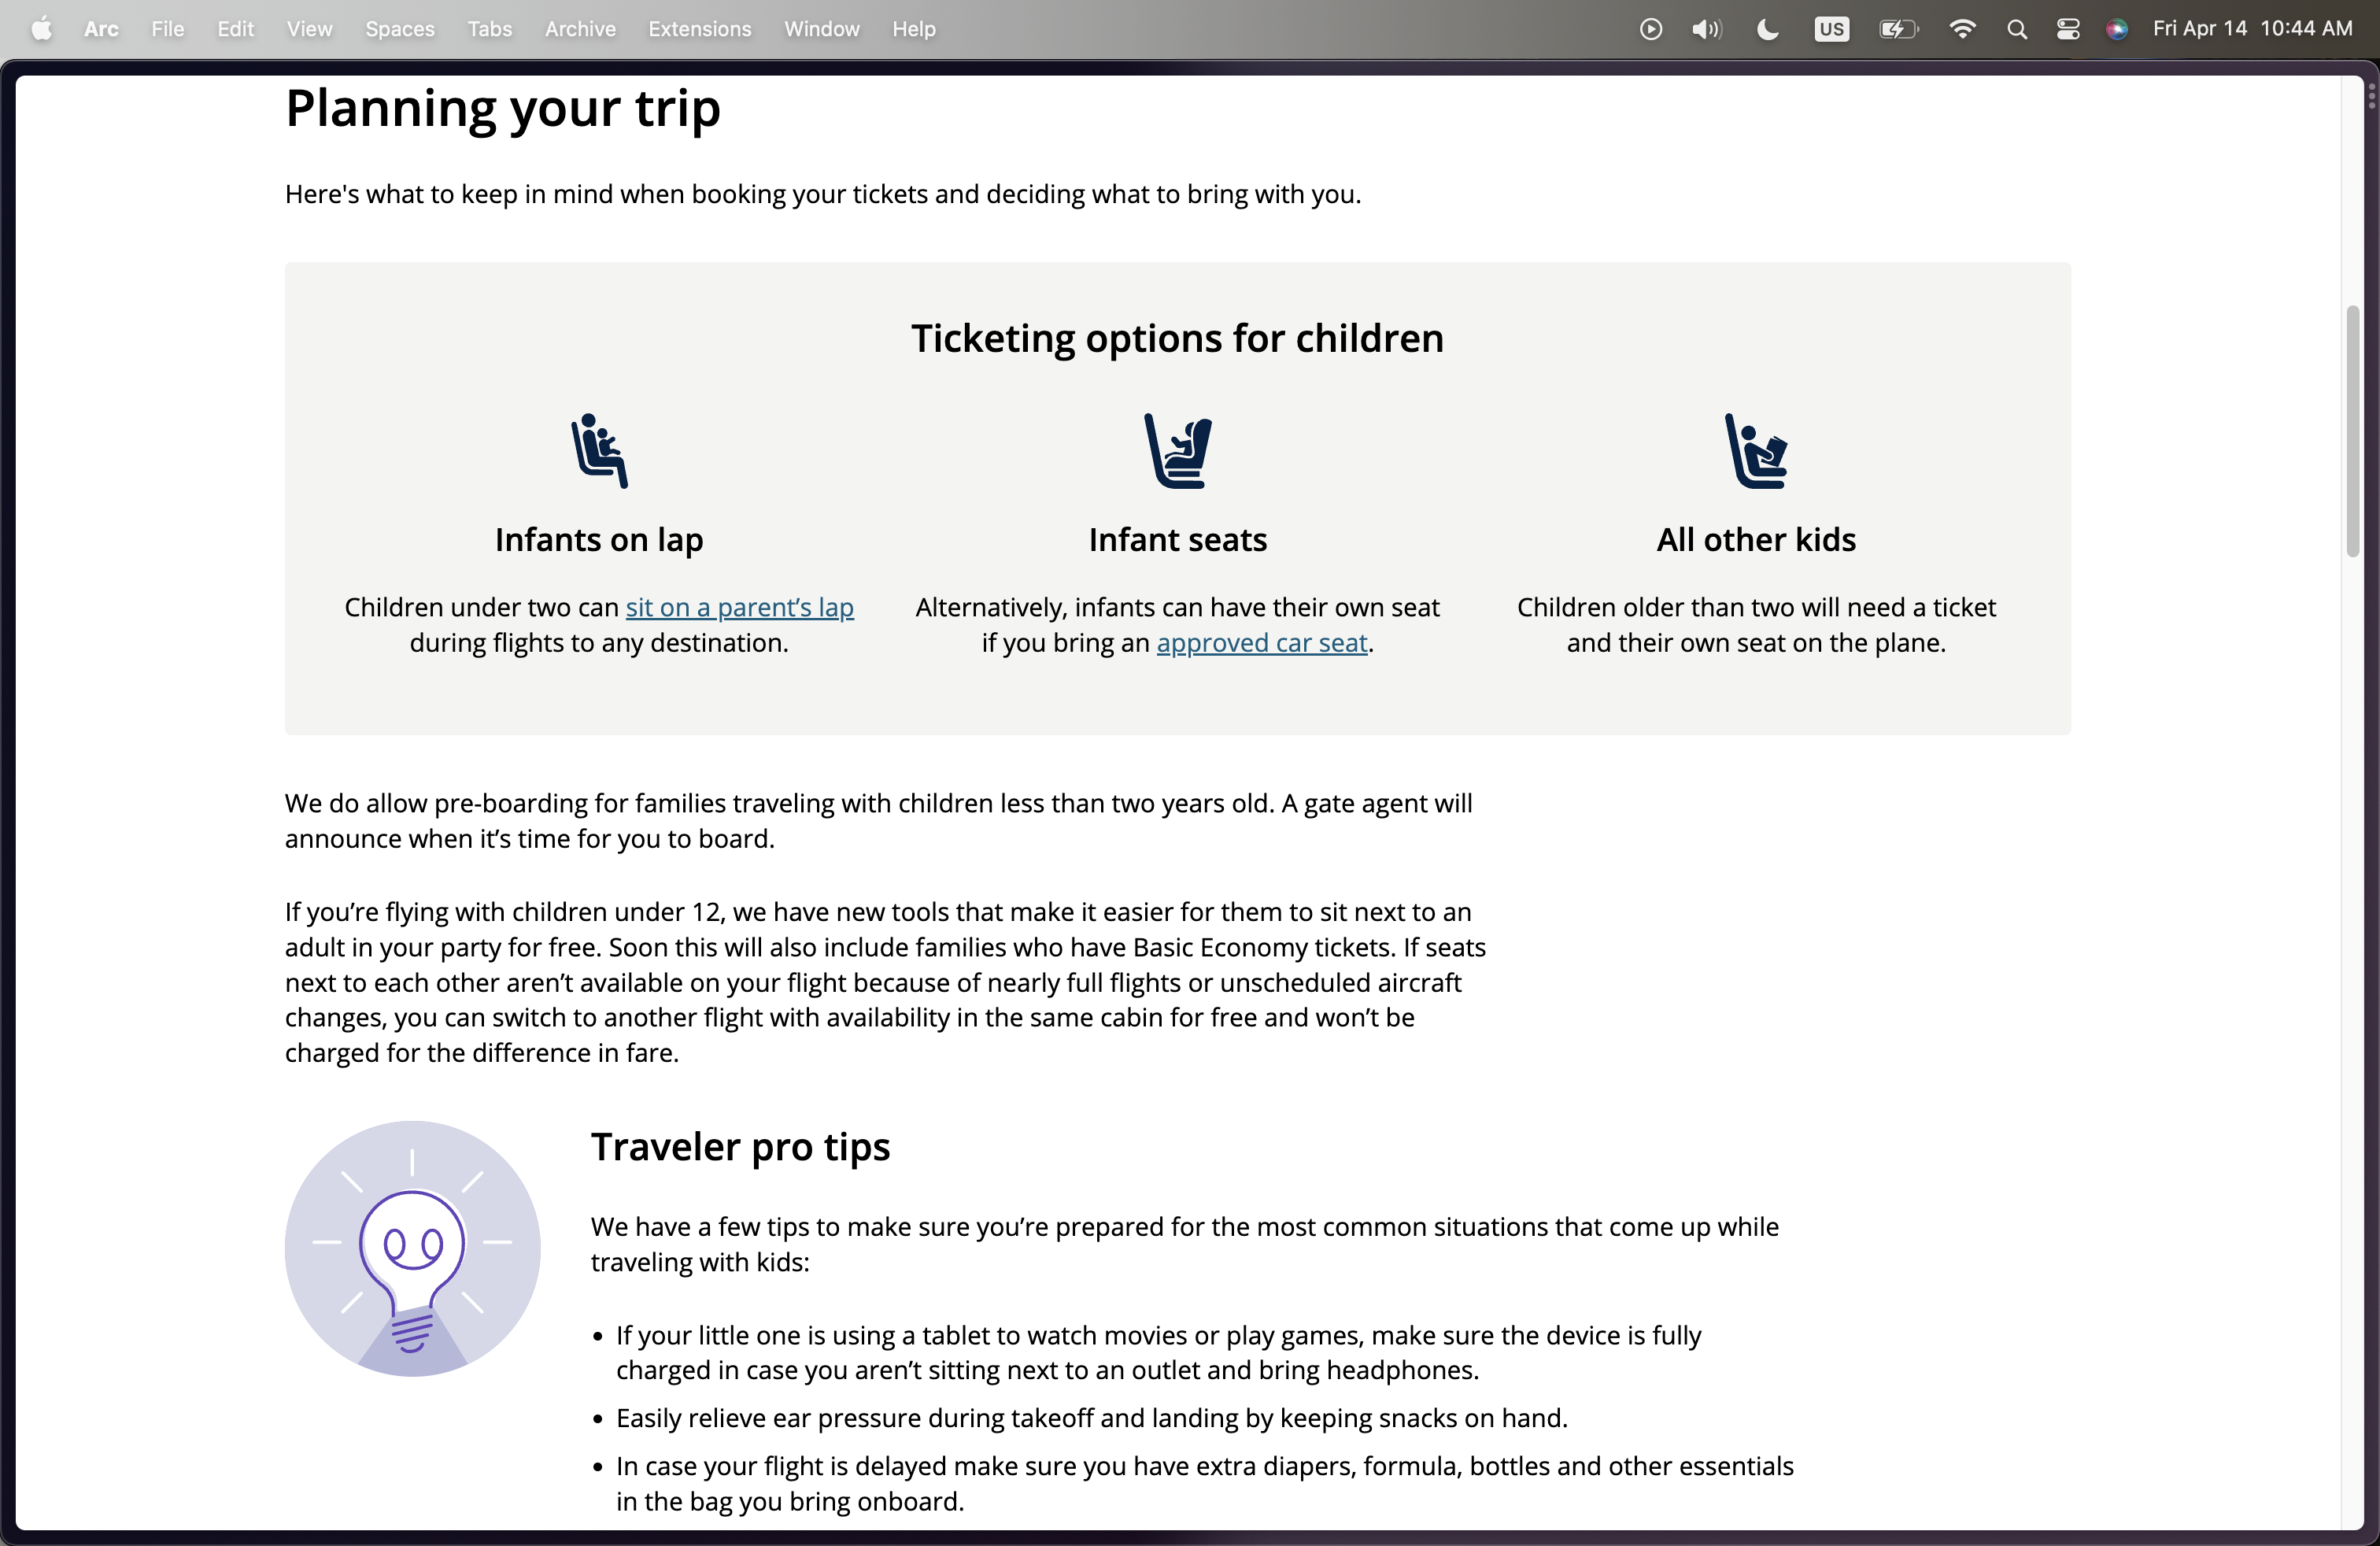 Arc File Edit View Spaces Tabs Archive Extensions Window Help US Fri Apr 14 10:44 AM
Planning your trip
Here's what to keep in mind when booking your tickets and deciding what to bring with you.
Ticketing options for children
Infants on lap
Children under two can sit on a parent’s lap
during flights to any destination.
Infant seats
Alternatively, infants can have their own seat
if you bring an approved car seat.
All other kids
Children older than two will need a ticket
and their own seat on the plane.
We do allow pre-boarding for families traveling with children less than two years old. A gate agent will
announce when it’s time for you to board.
If you’re flying with children under 12, we have new tools that make it easier for them to sit next to an
adult in your party for free. Soon this will also include families who have Basic Economy tickets. If seats
next to each other aren’t available on your flight because of nearly full flights or unscheduled aircraft
changes, you can switch to another flight with availability in the same cabin for free and won’t be
charged for the difference in fare.
Traveler pro tips
We have a few tips to make sure you’re prepared for the most common situations that come up while
traveling with kids:
• If your little one is using a tablet to watch movies or play games, make sure the device is fully
charged in case you aren’t sitting next to an outlet and bring headphones.
• Easily relieve ear pressure during takeoff and landing by keeping snacks on hand.
• In case your flight is delayed make sure you have extra diapers, formula, bottles and other essentials
in the bag you bring onboard.